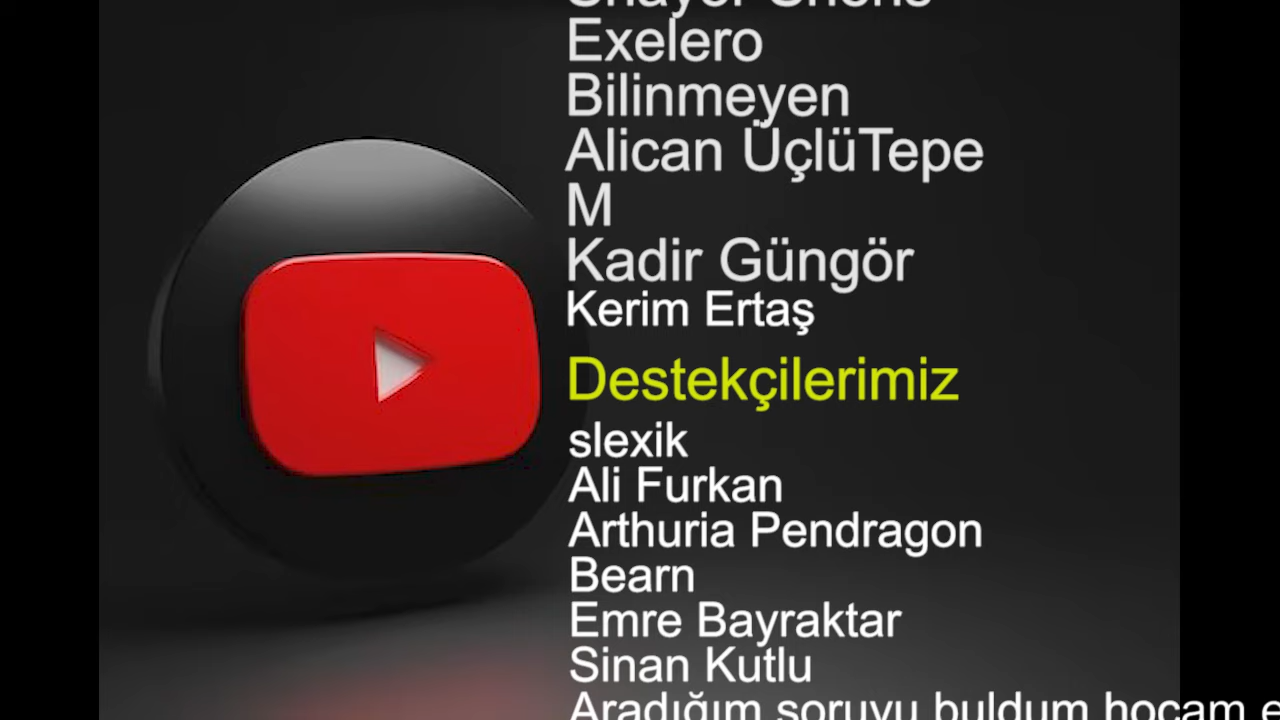 Exelero
Bilinmeyen
Alican ÜçlüTepe
M
Kadir Güngör
Kerim Ertaş
Destekçilerimiz
slexik
Ali Furkan
Arthuria Pendragon
Bearn
Emre Bayraktar
Sinan Kutlu
Aradığım soruyu buldum hocam